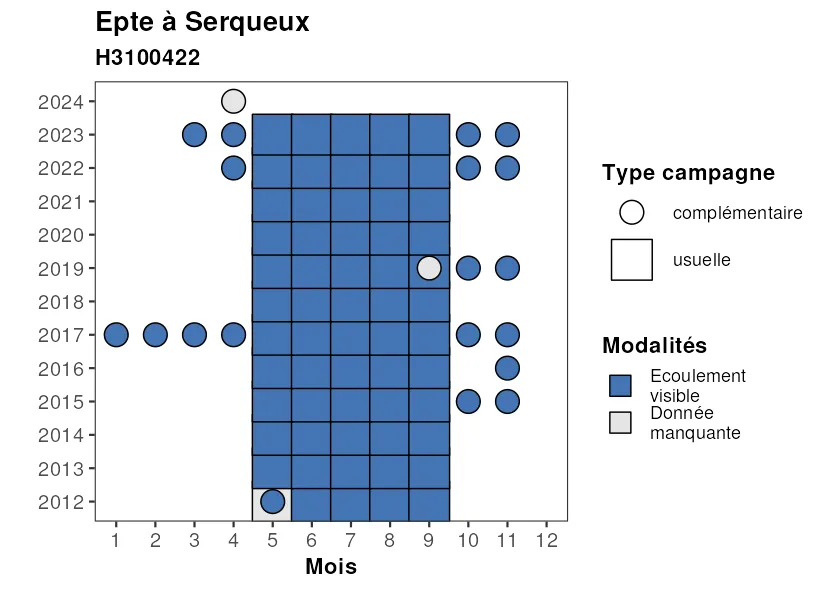 Epte à Serqueux
H3100422
2024
2023
2022
2021
2020
2019
2018
2017
2016
2015
2014
2013
2012
1 2 3 4 5 6 7 8 9 10 11 12
Mois
Type campagne
complémentaire
usuelle
Modalités
Ecoulement
visible
Donnée
manquante